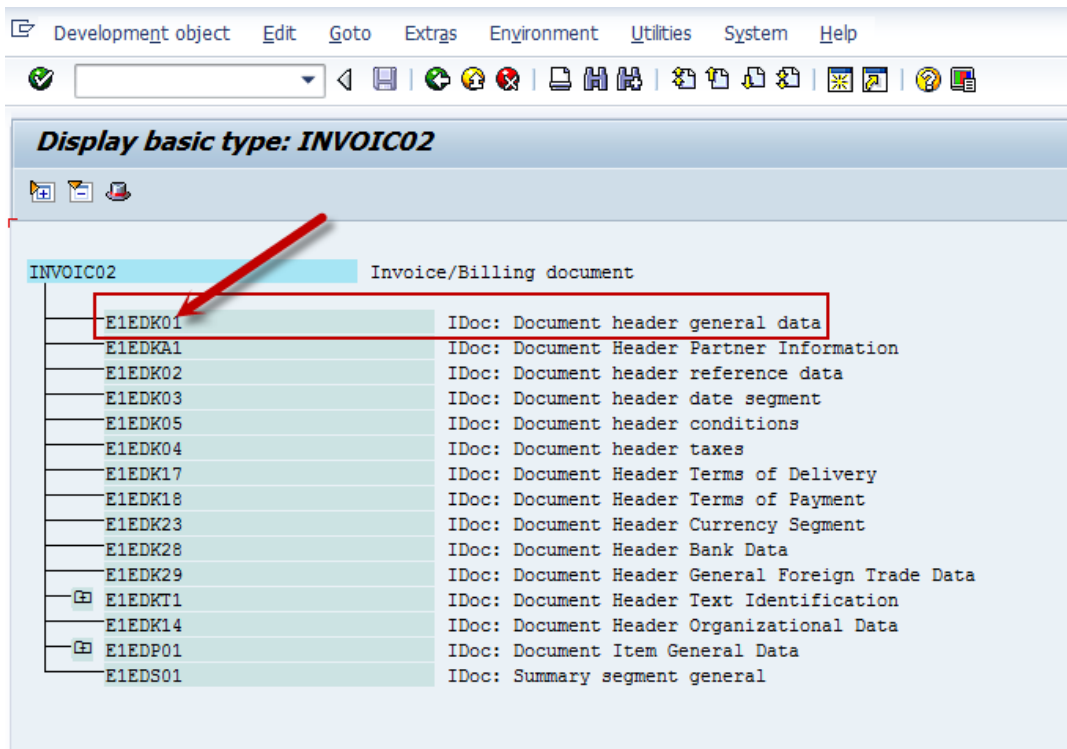 Development object Edit Goto Extras Environment Utilities System Help
Display basic type: INVOIC02
INVOIC02 Invoice/Billing document
E1EDK01 IDoc: Document header general data
E1EDKA1 IDoc: Document Header Partner Information
E1EDK02 IDoc: Document header reference data
E1EDK03 IDoc: Document header date segment
E1EDK05 IDoc: Document header conditions
E1EDK04 IDoc: Document header taxes
E1EDK17 IDoc: Document Header Terms of Delivery
E1EDK18 IDoc: Document Header Terms of Payment
E1EDK23 IDoc: Document Header Currency Segment
E1EDK28 IDoc: Document Header Bank Data
E1EDK29 IDoc: Document Header General Foreign Trade Data
E1EDKT1 IDoc: Document Header Text Identification
E1EDK14 IDoc: Document Header Organizational Data
E1EDP01 IDoc: Document Item General Data
E1EDS01 IDoc: Summary segment general